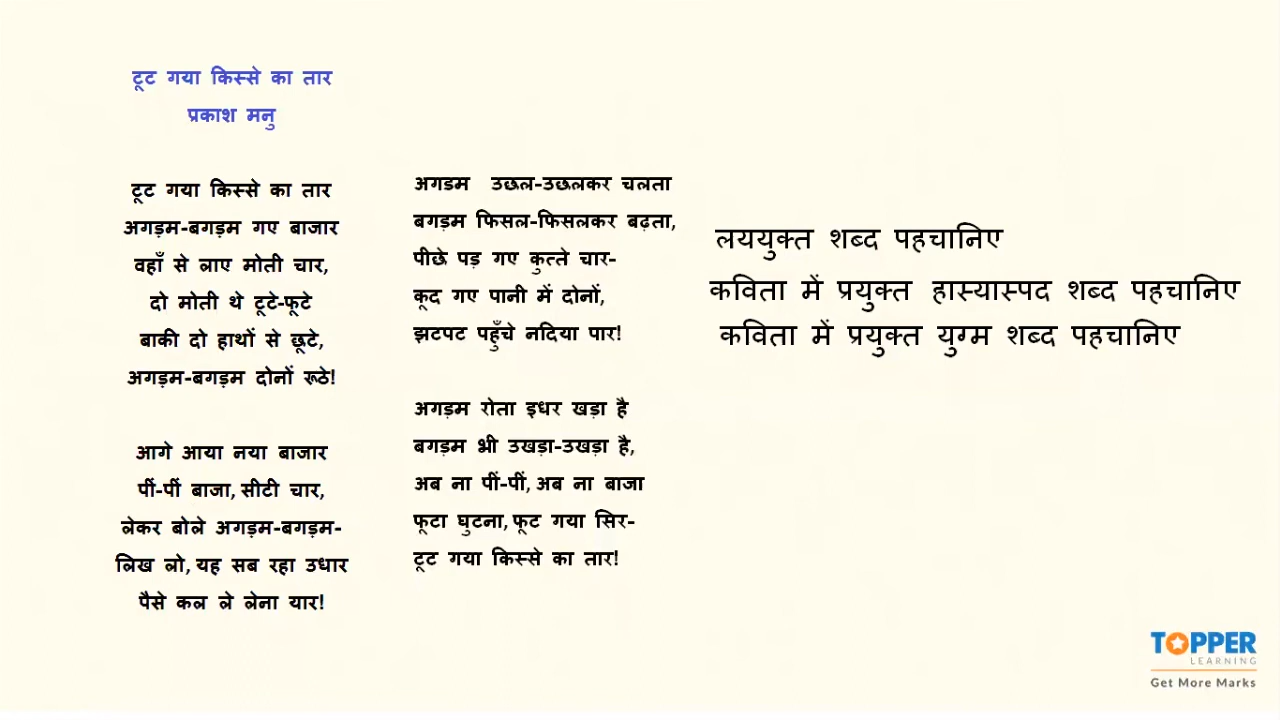 टूट गया किस्से का तार
प्रकाश मनु
टूट गया किस्से का तार
अगड़म-बगड़म गए बाजार
वहाँ से लाए मोती चार,
दो मोती थे टूटे-फूटे
बाकी दो हाथों से छूटे,
अगड़म-बगड़म दोनों रूठे!
आगे आया नया बाजार
पीं-पीं बाजा, सीटी चार,
लेकर बोले अगड़म-बगड़म-
लिख लो, यह सब रहा उधार
पैसे कल ले लेना यार!
अगडम उछल-उछलकर चलता
बगड़म फिसल-फिसलकर बढ़ता,
पीछे पड़ गए कुत्ते चार-
कूद गए पानी में दोनों,
झटपट पहुँचे नदिया पार!
अगड़म रोता इधर खड़ा है
बगड़म भी उखड़ा-उखड़ा है,
अब ना पीं-पीं, अब ना बाजा
फूटा घुटना, फूट गया सिर-
टूट गया किस्से का तार!
लययुक्त शब्द पहचानिए
कविता में प्रयुक्त हास्यास्पद शब्द पहचानिए
कविता में प्रयुक्त युग्म शब्द पहचानिए
TOPPER
LEARNING
Get More Marks